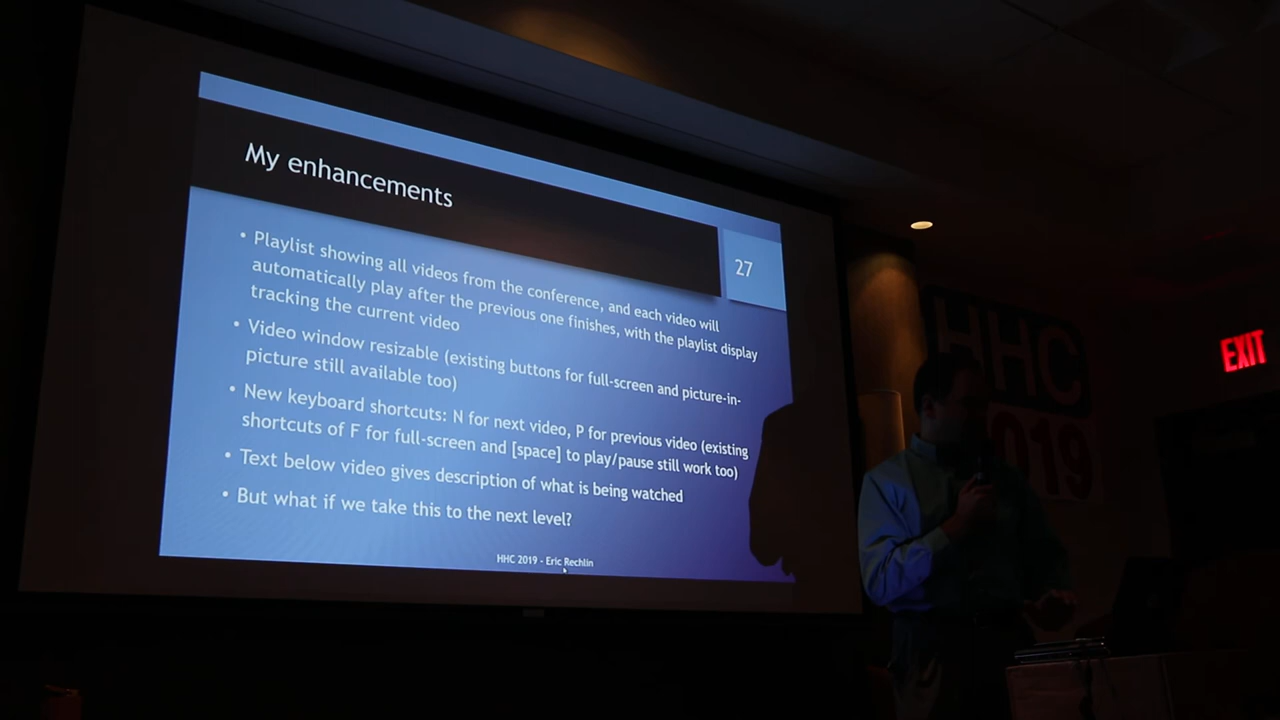 My enhancements
27
• Playlist showing all videos from the conference, and each video will
automatically play after the previous one finishes, with the playlist display
tracking the current video
• Video window resizable (existing buttons for full-screen and picture-in-
picture still available too)
• New keyboard shortcuts: N for next video, P for previous video (existing
shortcuts of F for full-screen and [space] to play/pause still work too)
• Text below video gives description of what is being watched
• But what if we take this to the next level?
HHC 2019 - Eric Rechlin
HHC
019
EXIT